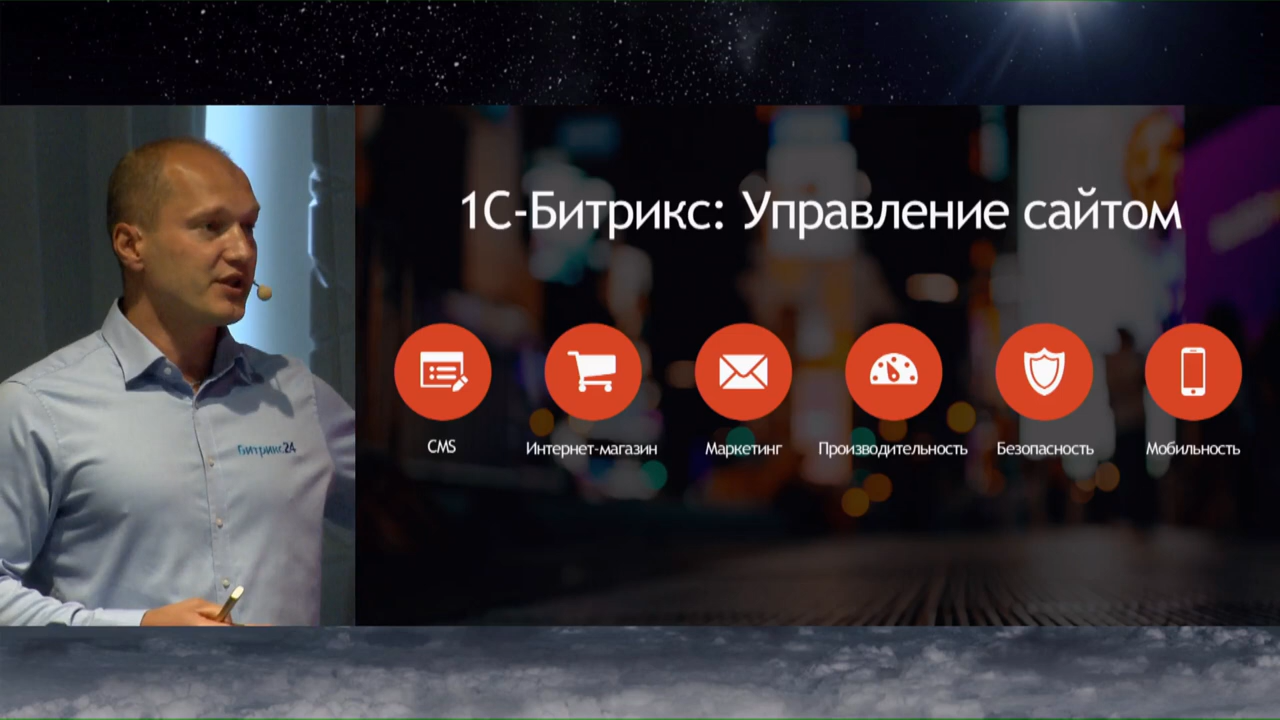 1С-Битрикс: Управление сайтом
CMS
Интернет-магазин
Маркетинг
Производительность
Безопасность
Мобильность
Битрикс24